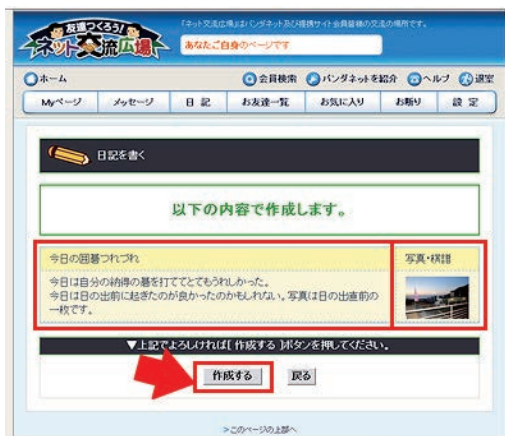 友達つくろう!
ネット交流広場
「ネット交流広場」はパンダネット及び提携サイト会員皆様の交流の場所です。
あなたご自身のページです
ホーム
会員検索 パンダネットを紹介 ヘルプ 退室
Myページ メッセージ 日記 お友達一覧 お気に入り お断り 設定
日記を書く
以下の内容で作成します。
今日の囲碁つれづれ
写真・棋譜
今日は自分の納得の碁を打ててとてもうれしかった。
今日は日の出前に起きたのが良かったのかもしれない。写真は日の出直前の
一枚です。
▼上記でよろしければ[ 作成する ]ボタンを押してください。
作成する 戻る
>このページの上部へ